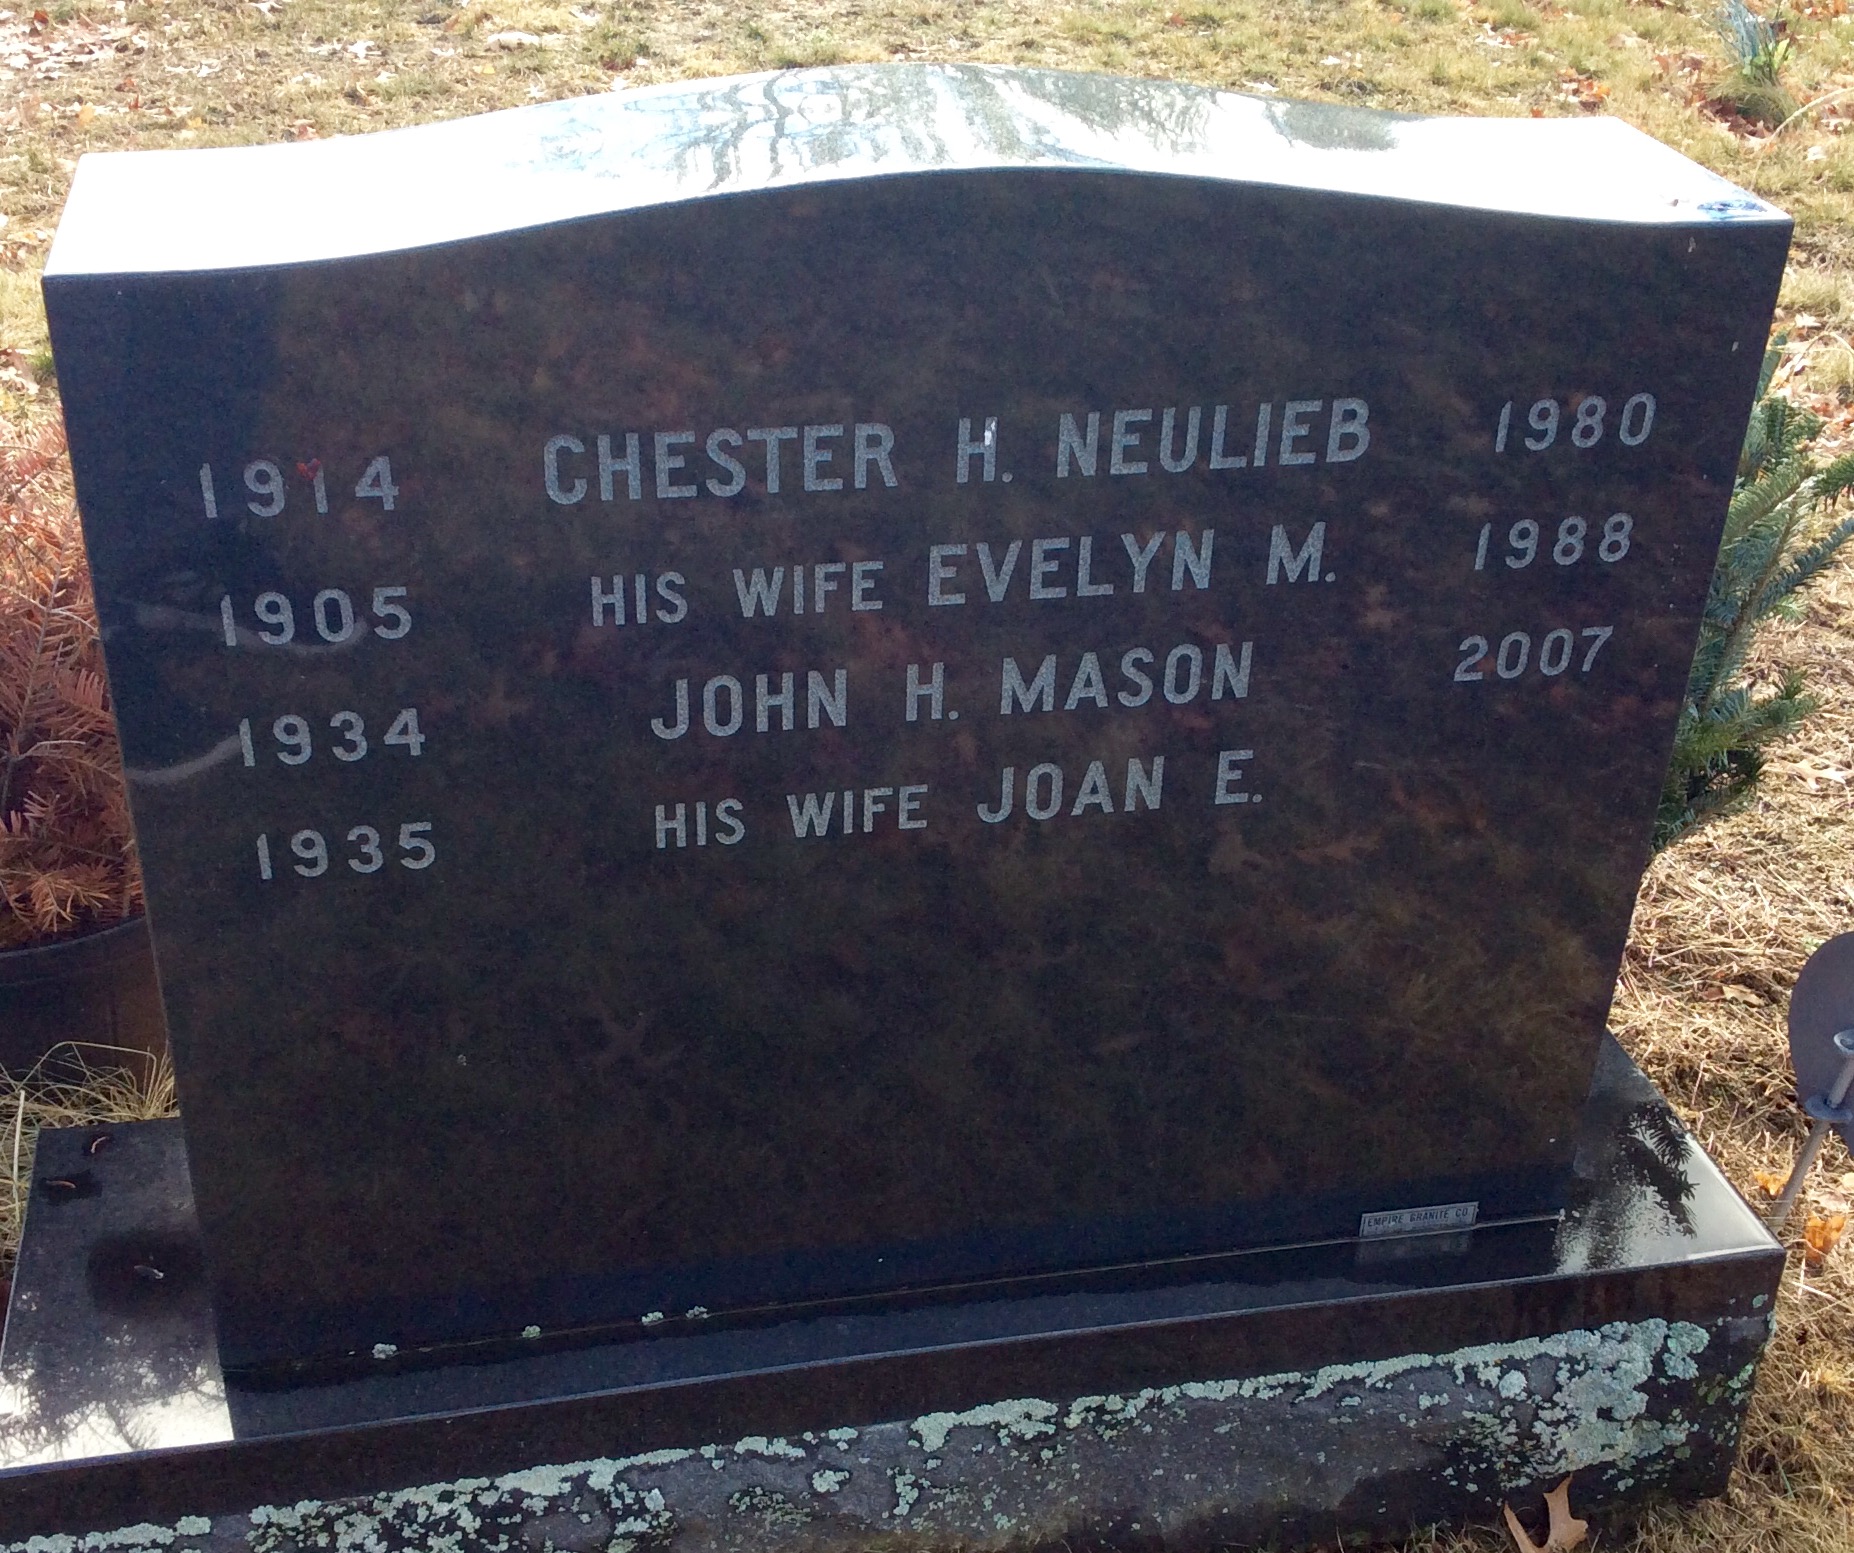 1914 CHESTER H. NEULIEB 1980
1905 HIS WIFE EVELYN M. 1988
1934 JOHN H. MASON 2007
1935 HIS WIFE JOAN E.
EMPIRE GRANITE CO